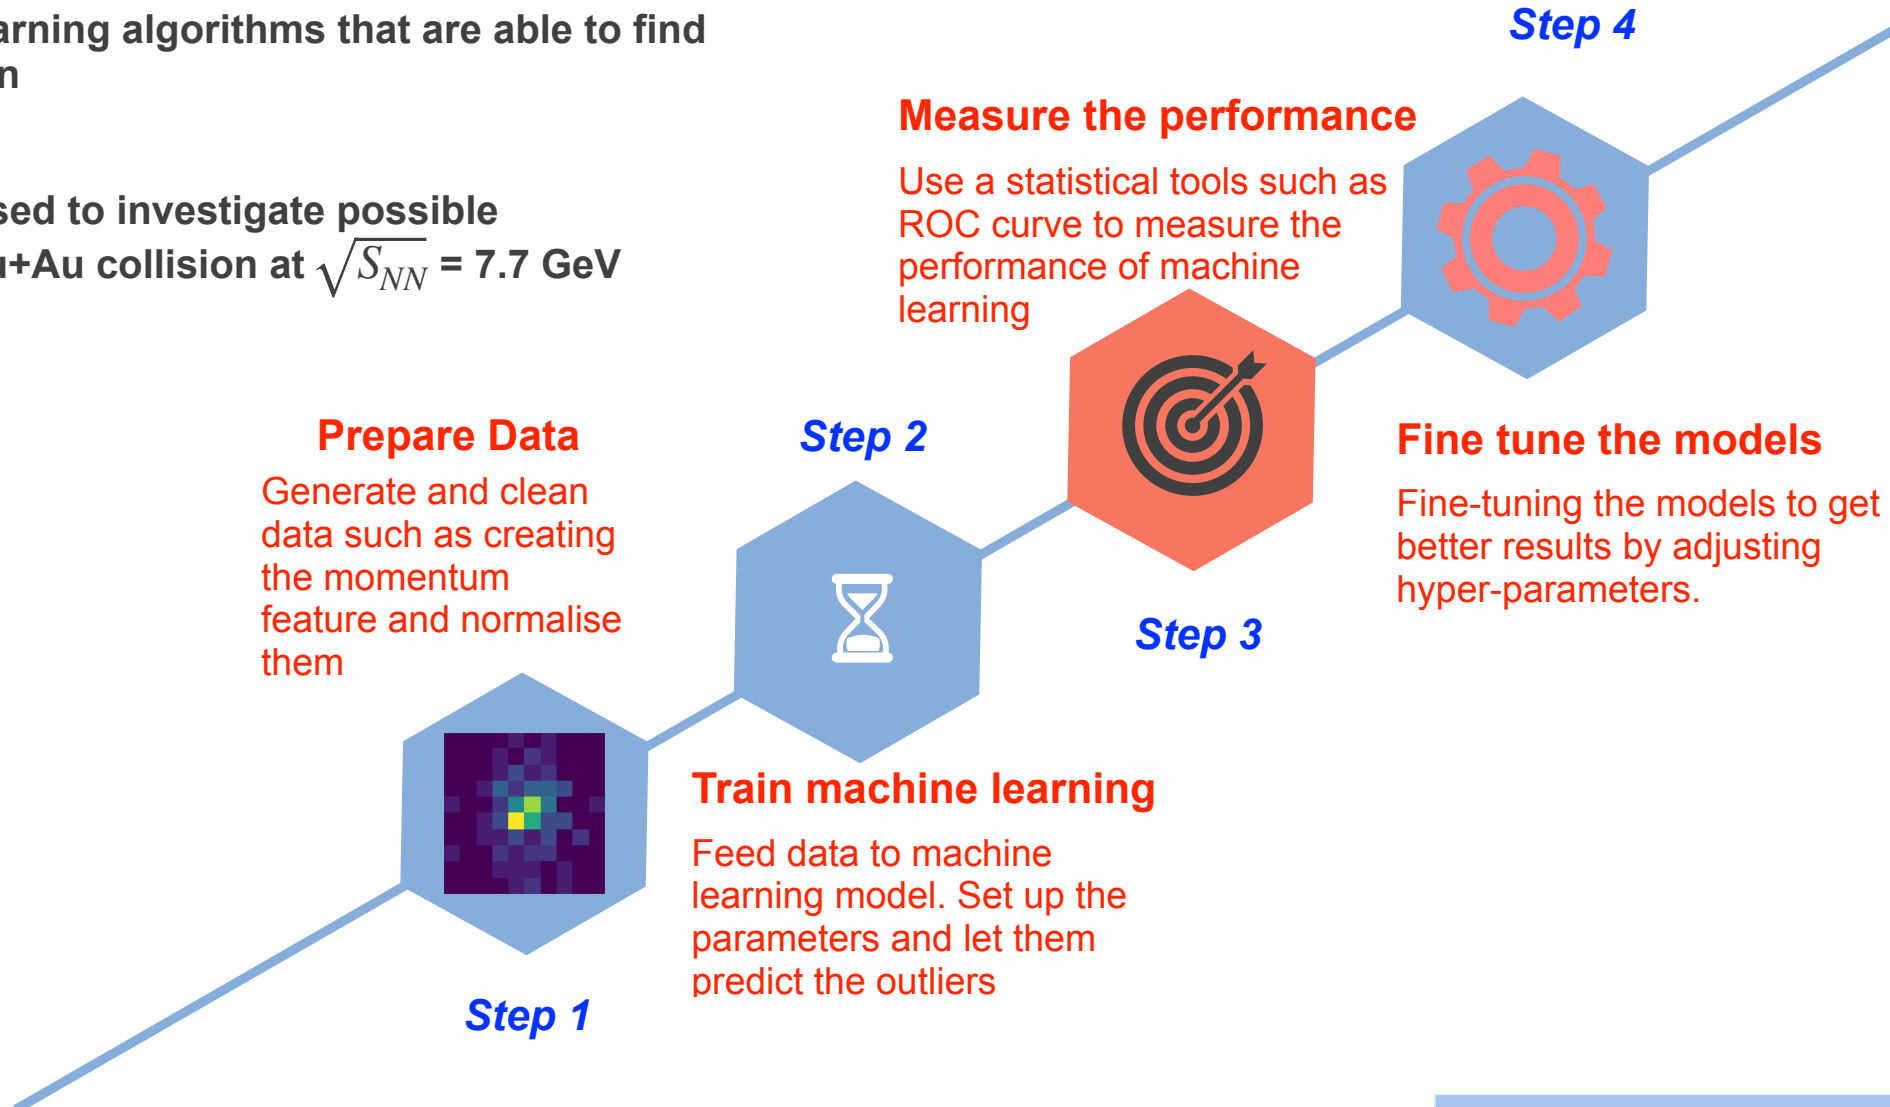 arning algorithms that are able to find
n
sed to investigate possible
u+Au collision at √S_NN = 7.7 GeV
Step 4
Measure the performance
Use a statistical tools such as
ROC curve to measure the
performance of machine
learning
Prepare Data
Generate and clean
data such as creating
the momentum
feature and normalise
them
Step 2
Fine tune the models
Fine-tuning the models to get
better results by adjusting
hyper-parameters.
Step 3
Train machine learning
Feed data to machine
learning model. Set up the
parameters and let them
predict the outliers
Step 1